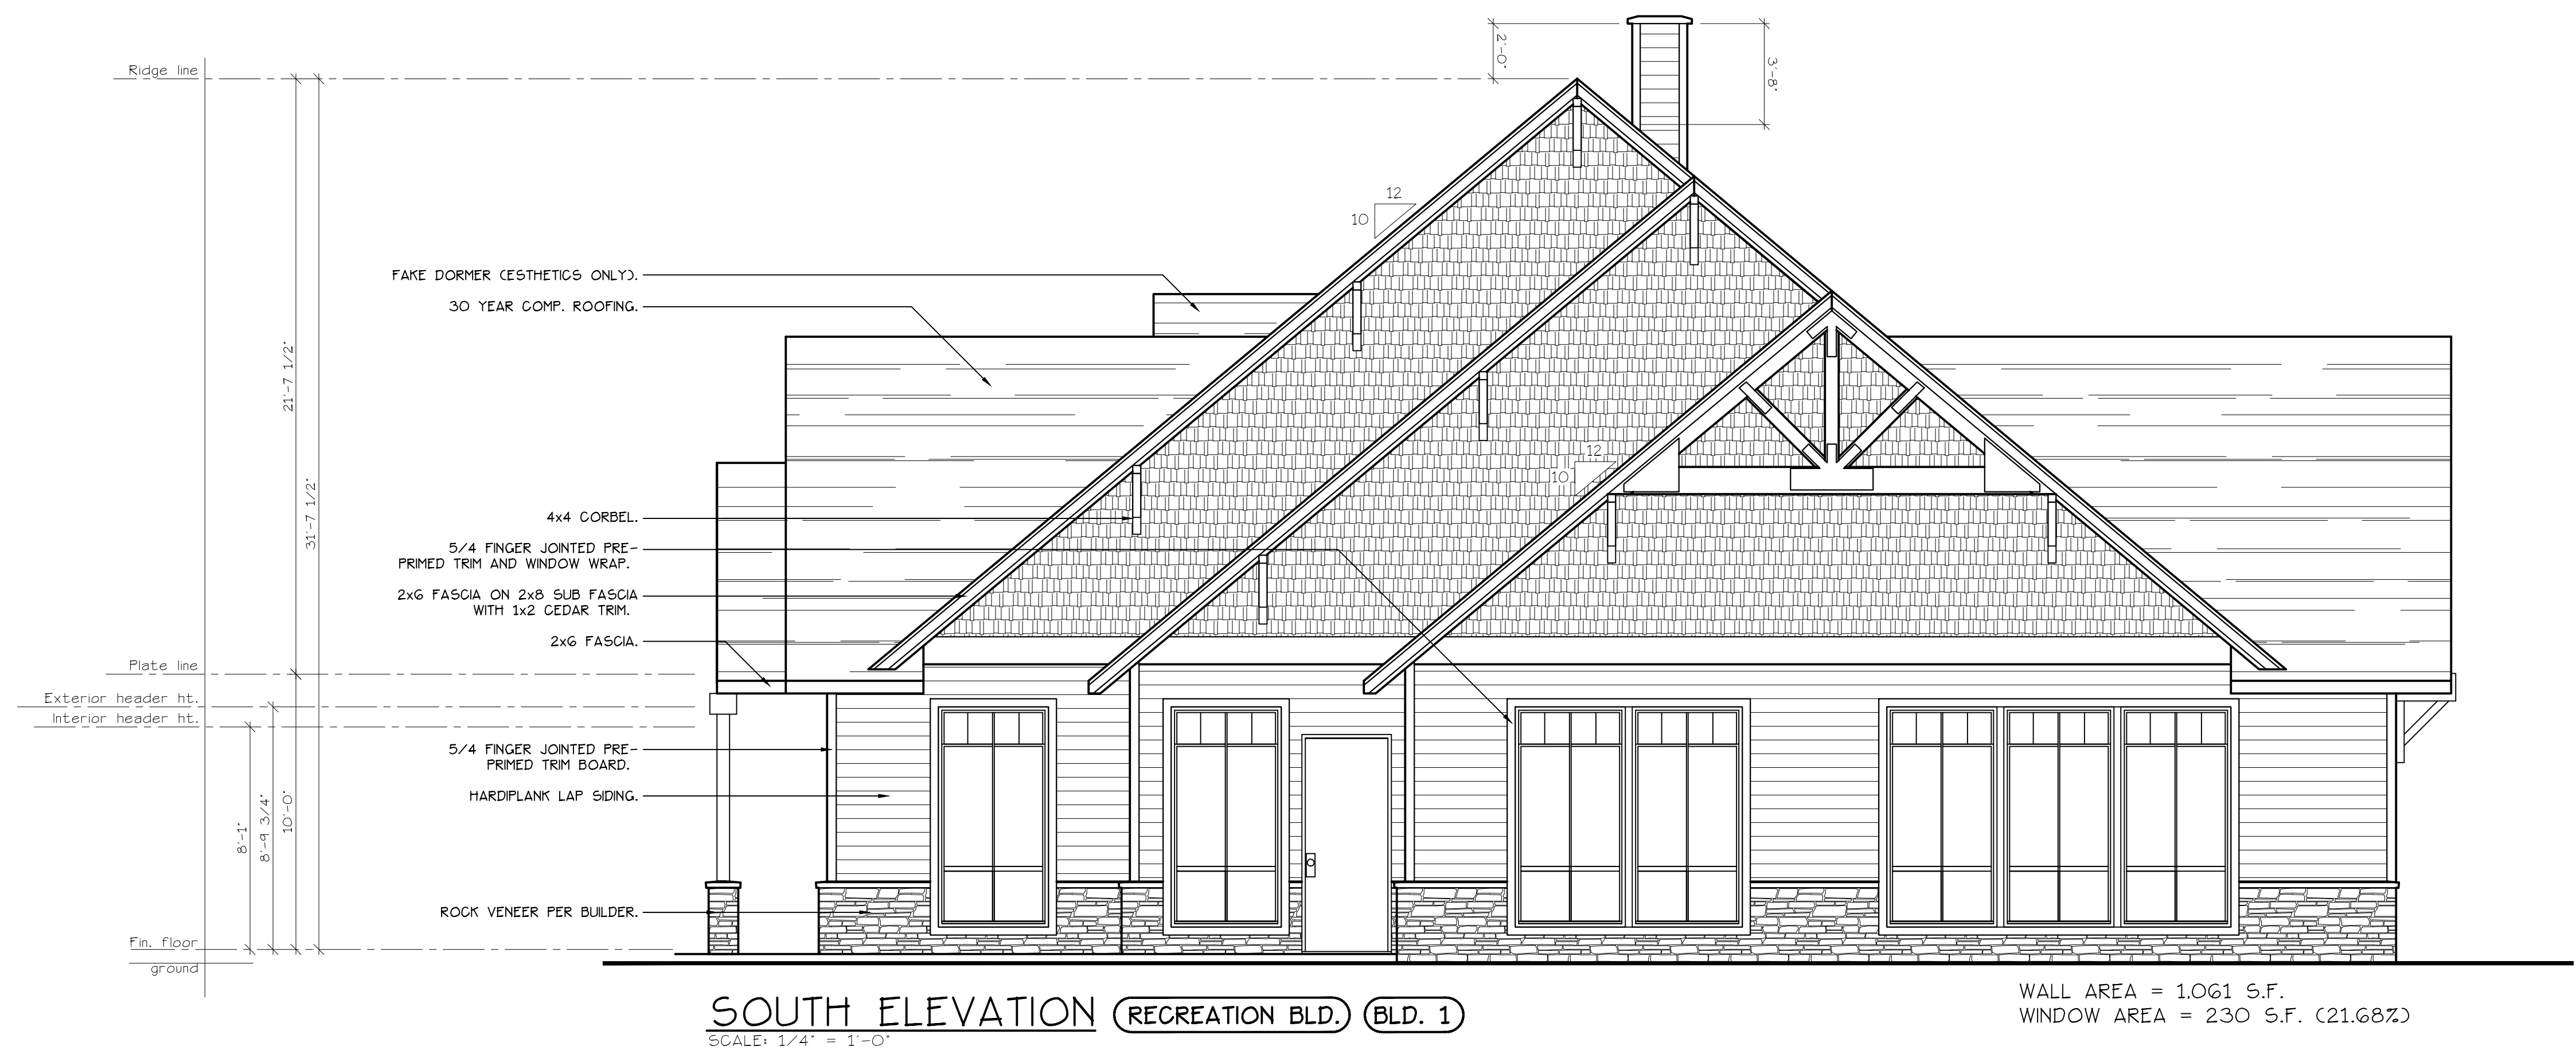 2'-0"
3'-8"
Ridge line
12
10
FAKE DORMER (ESTHETICS ONLY).
30 YEAR COMP. ROOFING.
21'-7 1/2"
31'-7 1/2"
12
10
4x4 CORBEL.
5/4 FINGER JOINTED PRE-
PRIMED TRIM AND WINDOW WRAP.
2x6 FASCIA ON 2x8 SUB FASCIA
WITH 1x2 CEDAR TRIM.
2x6 FASCIA.
Plate line
Exterior header ht.
Interior header ht.
5/4 FINGER JOINTED PRE-
PRIMED TRIM BOARD.
HARDIPLANK LAP SIDING.
8'-1"
8'-9 3/4"
10'-0"
ROCK VENEER PER BUILDER.
Fin. floor
ground
SOUTH ELEVATION RECREATION BLD. BLD. 1
SCALE: 1/4" = 1'-0"
WALL AREA = 1,061 S.F.
WINDOW AREA = 230 S.F. (21.68%)